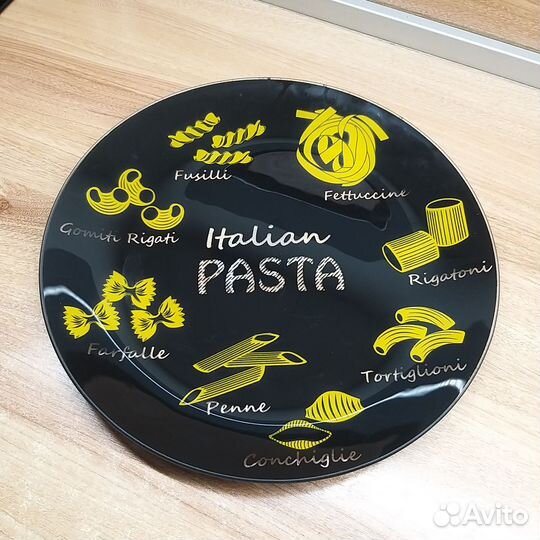 Fusilli
Fettuccine
Gomiti Rigati
Italian
PASTA
Rigatoni
Farfalle
Tortiglioni
Penne
Conchiglie
Avito